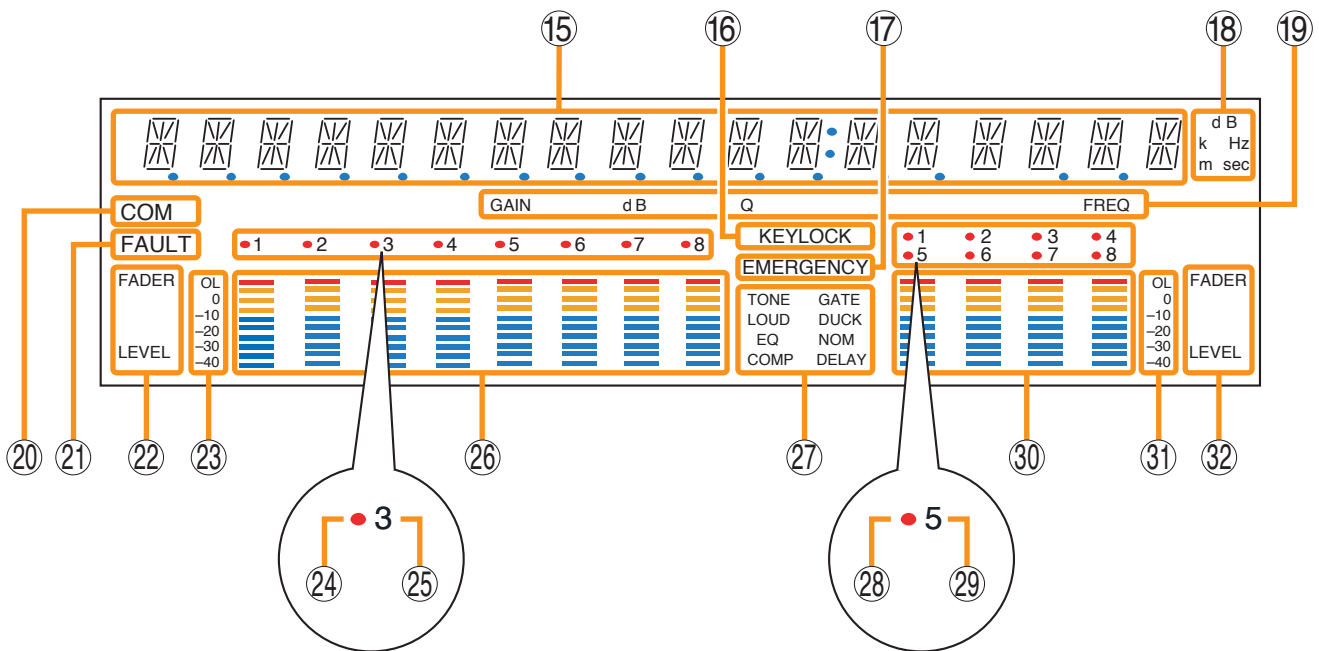 ⑮ ⑯ ⑰ ⑱ ⑲
d B
k Hz
m sec
GAIN d B Q FREQ
⑳ COM
㉑ FAULT
1 2 3 4 5 6 7 8
KEYLOCK
EMERGENCY
1 2 3 4
5 6 7 8
FADER
LEVEL
OL
0
–10
–20
–30
–40
TONE GATE
LOUD DUCK
EQ NOM
COMP DELAY
OL
0
–10
–20
–30
–40
FADER
LEVEL
㉒ ㉓ ㉖ ㉗ ㉚ ㉛ ㉜
3
㉔ ㉕
5
㉘ ㉙